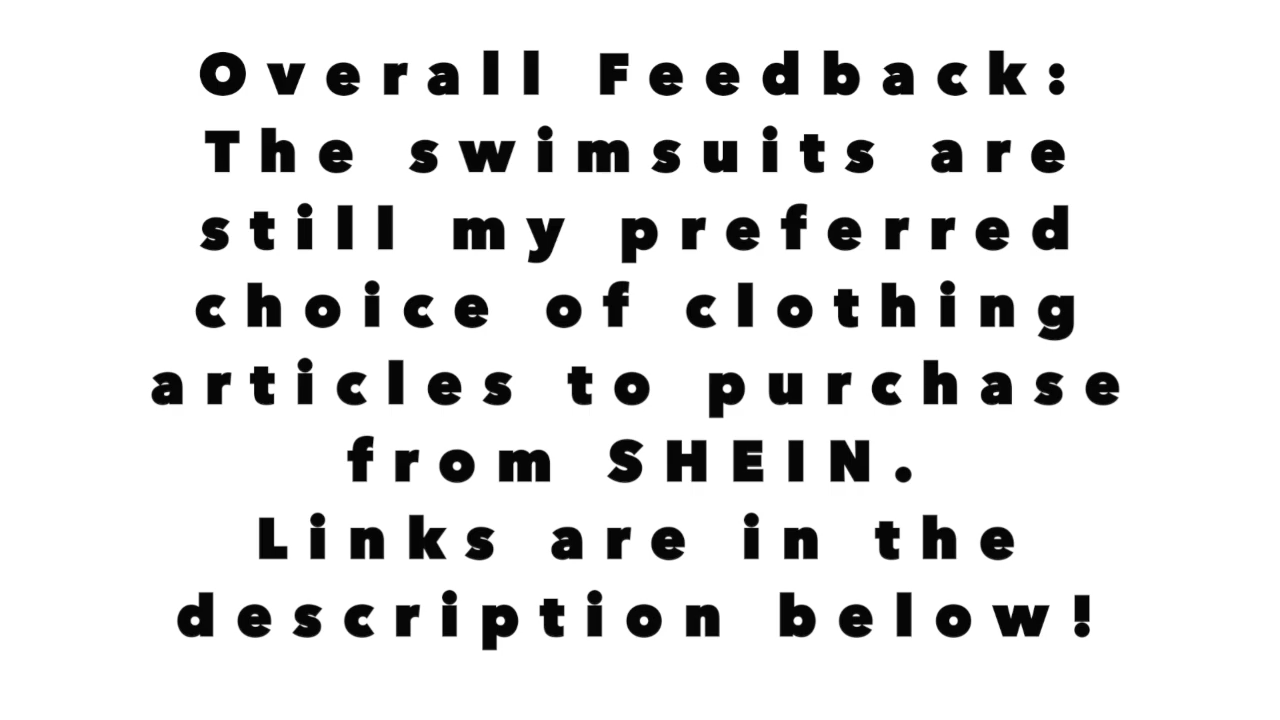 Overall Feedback:
The swimsuits are
still my preferred
choice of clothing
articles to purchase
from SHEIN.
Links are in the
description below!